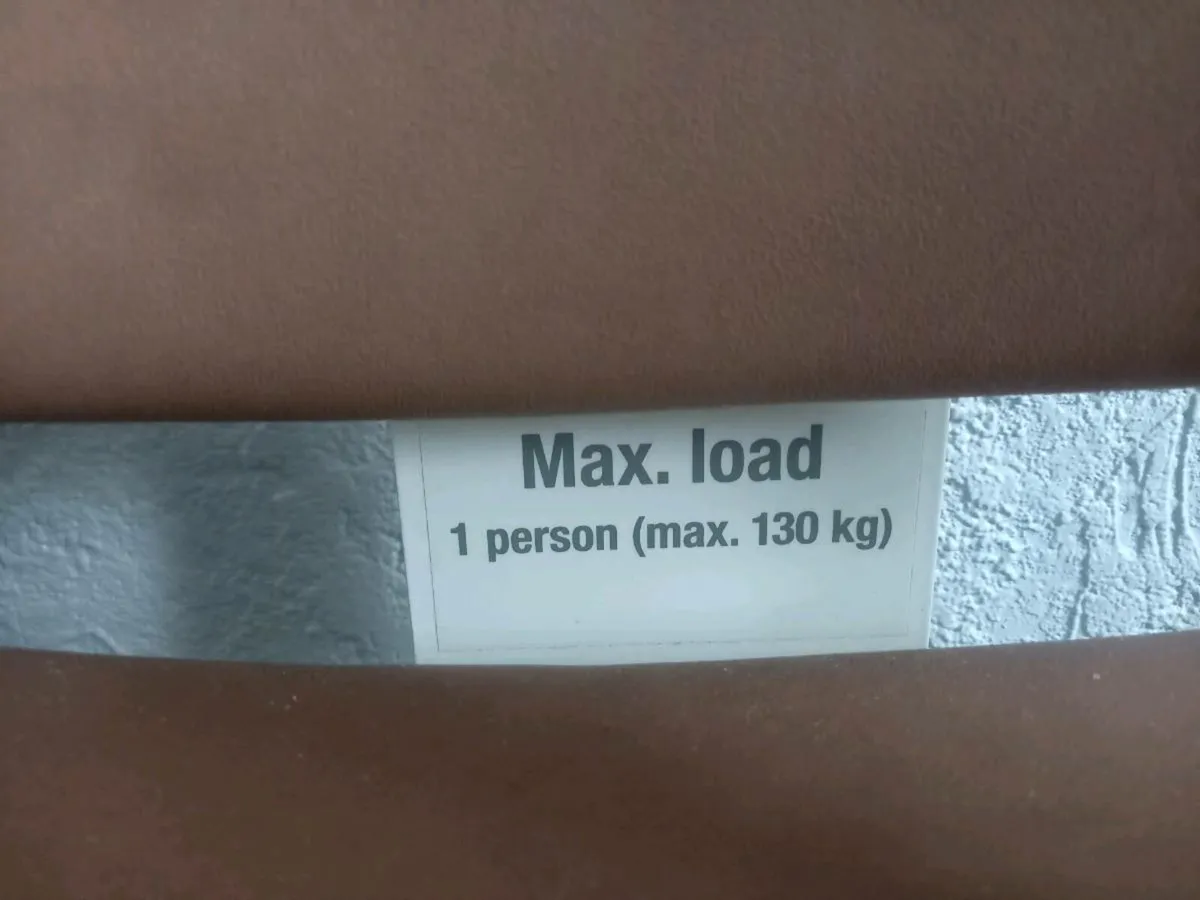 Max. load
1 person (max. 130 kg)